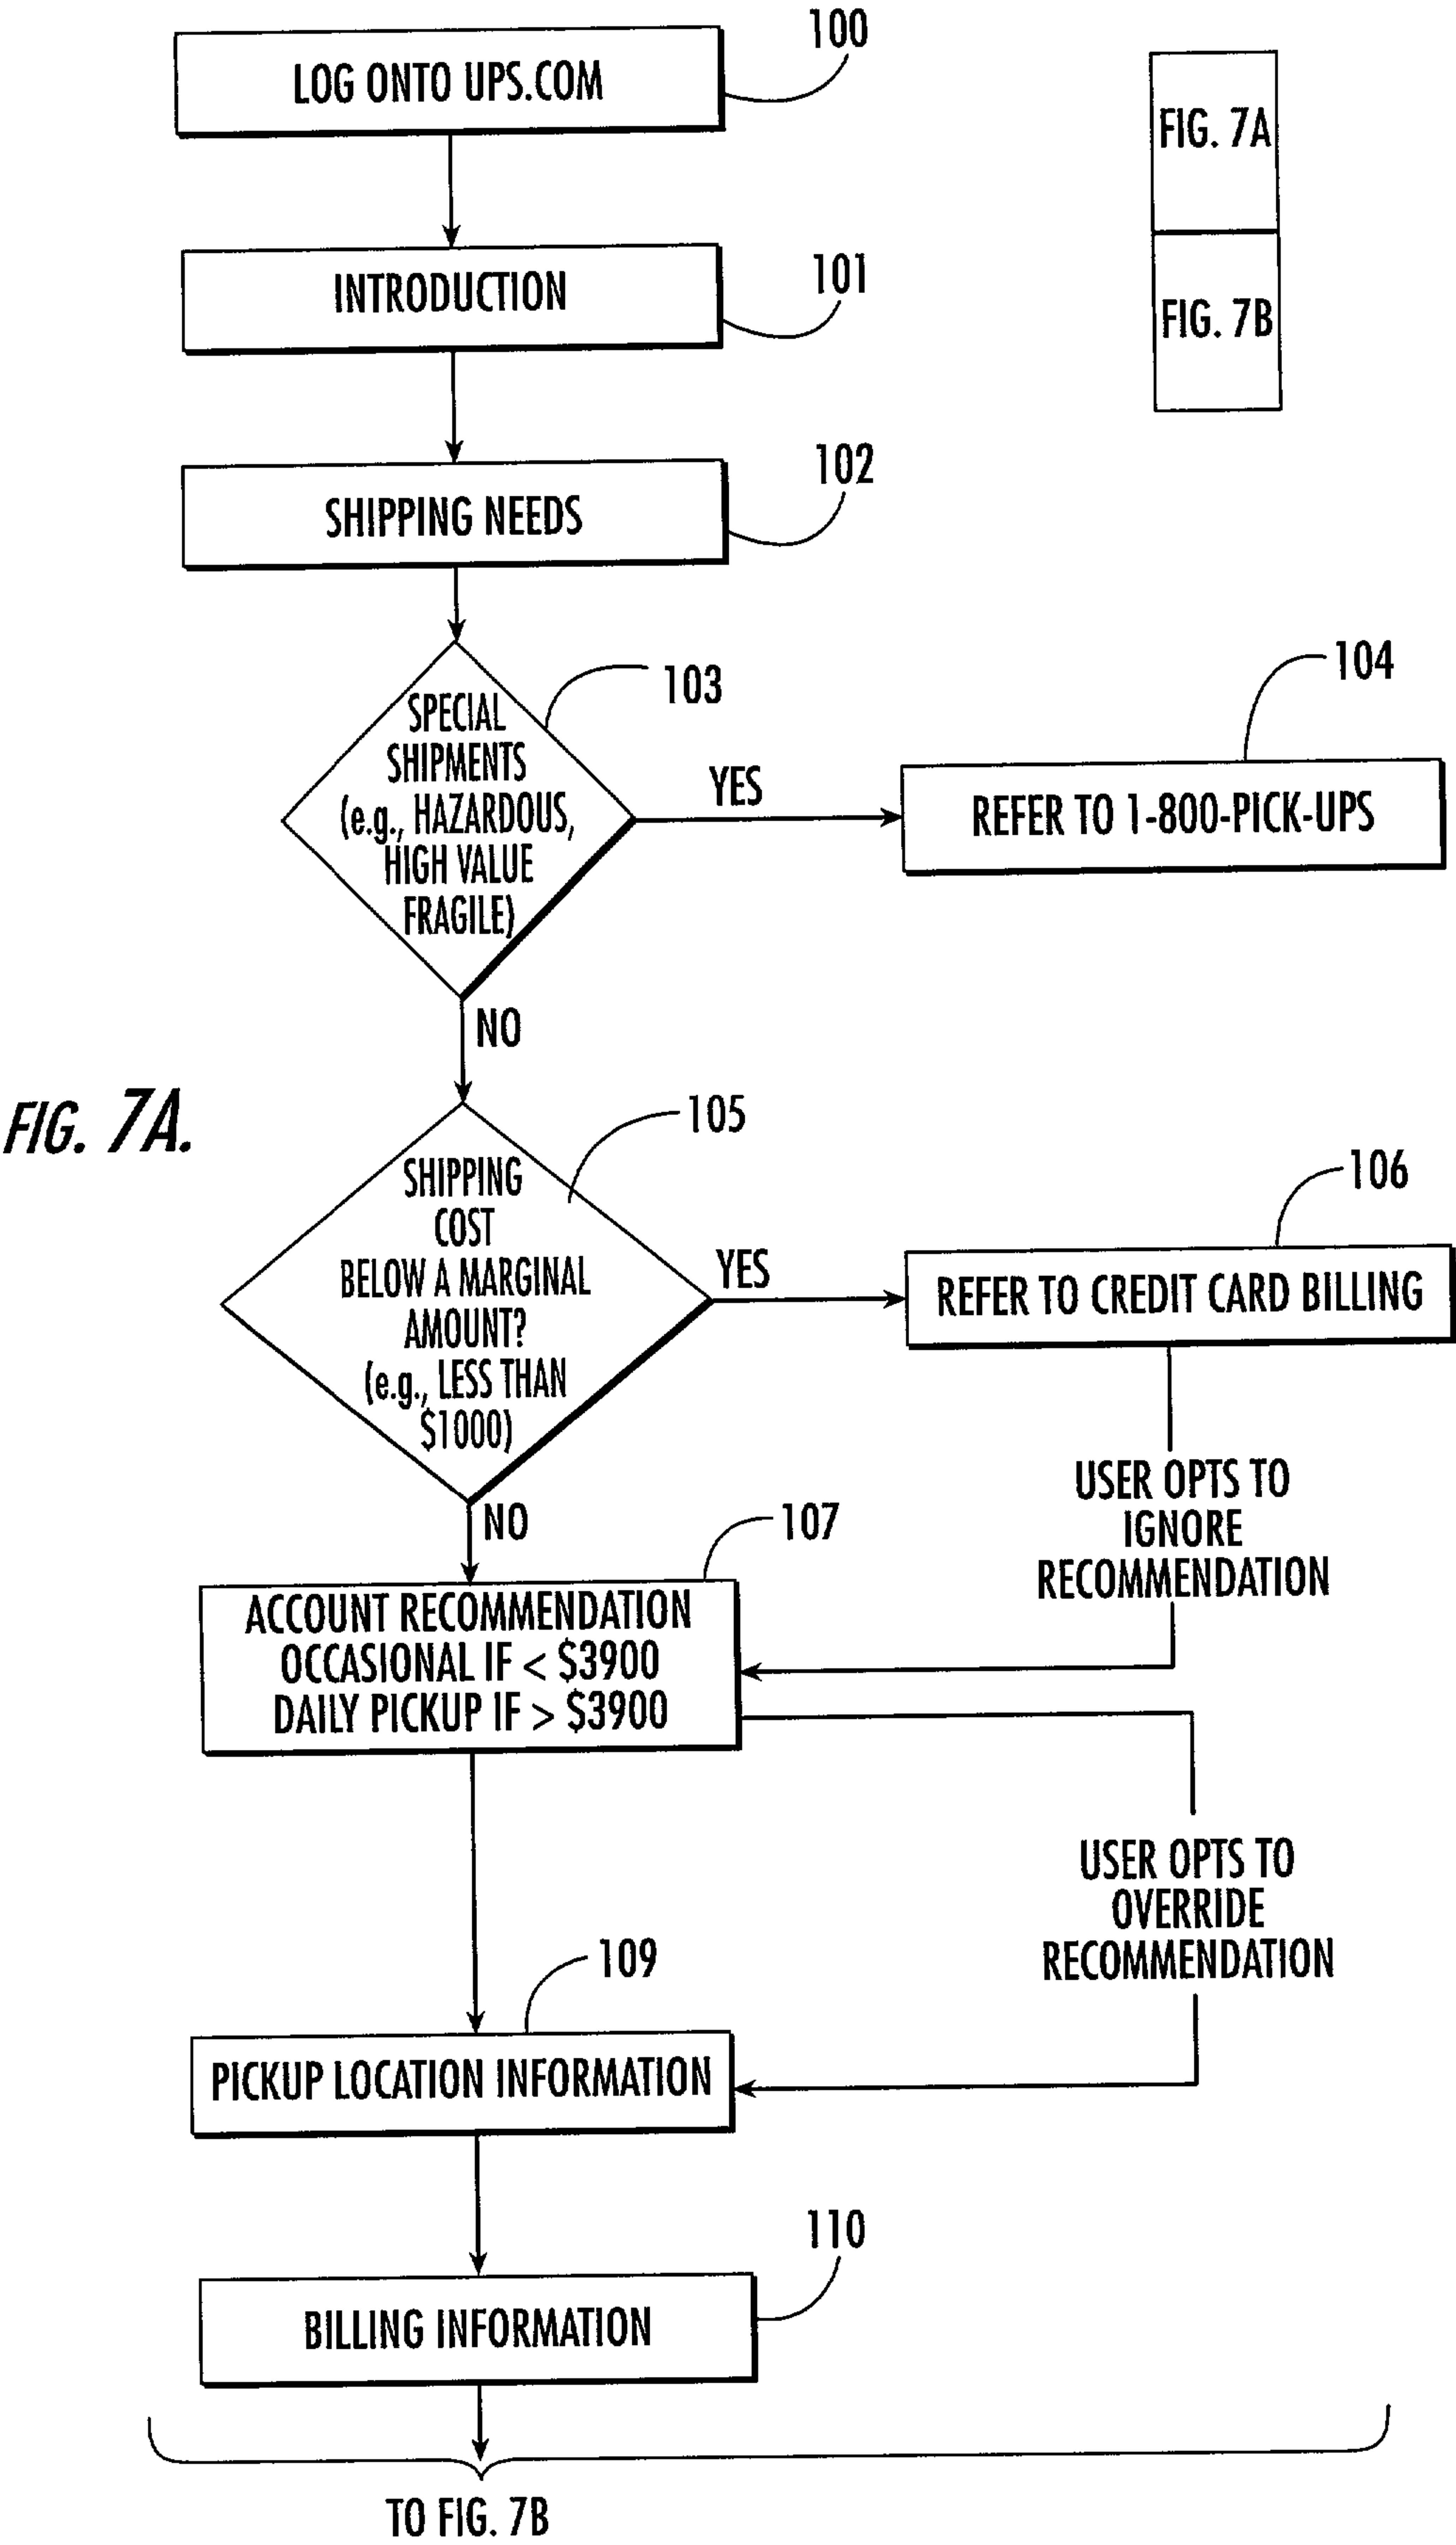 100
LOG ONTO UPS.COM
FIG. 7A
FIG. 7B
101
INTRODUCTION
102
SHIPPING NEEDS
103
SPECIAL
SHIPMENTS
(e.g., HAZARDOUS,
HIGH VALUE
FRAGILE)
YES
104
REFER TO 1-800-PICK-UPS
NO
FIG. 7A.
105
SHIPPING
COST
BELOW A MARGINAL
AMOUNT?
(e.g., LESS THAN
$1000)
YES
106
REFER TO CREDIT CARD BILLING
USER OPTS TO
IGNORE
RECOMMENDATION
NO
107
ACCOUNT RECOMMENDATION
OCCASIONAL IF < $3900
DAILY PICKUP IF > $3900
USER OPTS TO
OVERRIDE
RECOMMENDATION
109
PICKUP LOCATION INFORMATION
110
BILLING INFORMATION
TO FIG. 7B